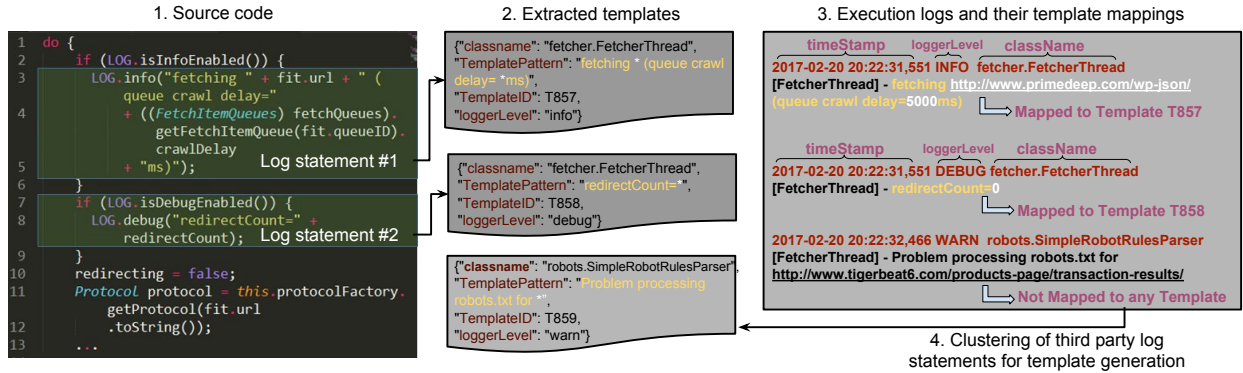 1. Source code
1 do {
2 if (LOG.isInfoEnabled()) {
3 LOG.info("fetching " + fit.url + " (
queue crawl delay="
4 + ((FetchItemQueues) fetchQueues).
getFetchItemQueue(fit.queueID).
crawlDelay
5 + "ms)");
Log statement #1
6 }
7 if (LOG.isDebugEnabled()) {
8 LOG.debug("redirectCount=" +
redirectCount);
Log statement #2
9 }
10 redirecting = false;
11 Protocol protocol = this.protocolFactory.
getProtocol(fit.url
12 .toString());
13 ...
2. Extracted templates
{"classname": "fetcher.FetcherThread",
"TemplatePattern": "fetching * (queue crawl
delay= *ms)",
"TemplateID": T857,
"loggerLevel": "info"}
{"classname": "fetcher.FetcherThread",
"TemplatePattern": "redirectCount=*",
"TemplateID": T858,
"loggerLevel": "debug"}
{"classname": "robots.SimpleRobotRulesParser",
"TemplatePattern": "Problem processing
robots.txt for *",
"TemplateID": T859,
"loggerLevel": "warn"}
3. Execution logs and their template mappings
timeStamp loggerLevel className
2017-02-20 20:22:31,551 INFO fetcher.FetcherThread
[FetcherThread] - fetching http://www.primedeep.com/wp-json/
(queue crawl delay=5000ms)
Mapped to Template T857
timeStamp loggerLevel className
2017-02-20 20:22:31,551 DEBUG fetcher.FetcherThread
[FetcherThread] - redirectCount=0
Mapped to Template T858
2017-02-20 20:22:32,466 WARN robots.SimpleRobotRulesParser
[FetcherThread] - Problem processing robots.txt for
http://www.tigerbeat6.com/products-page/transaction-results/
Not Mapped to any Template
4. Clustering of third party log
statements for template generation